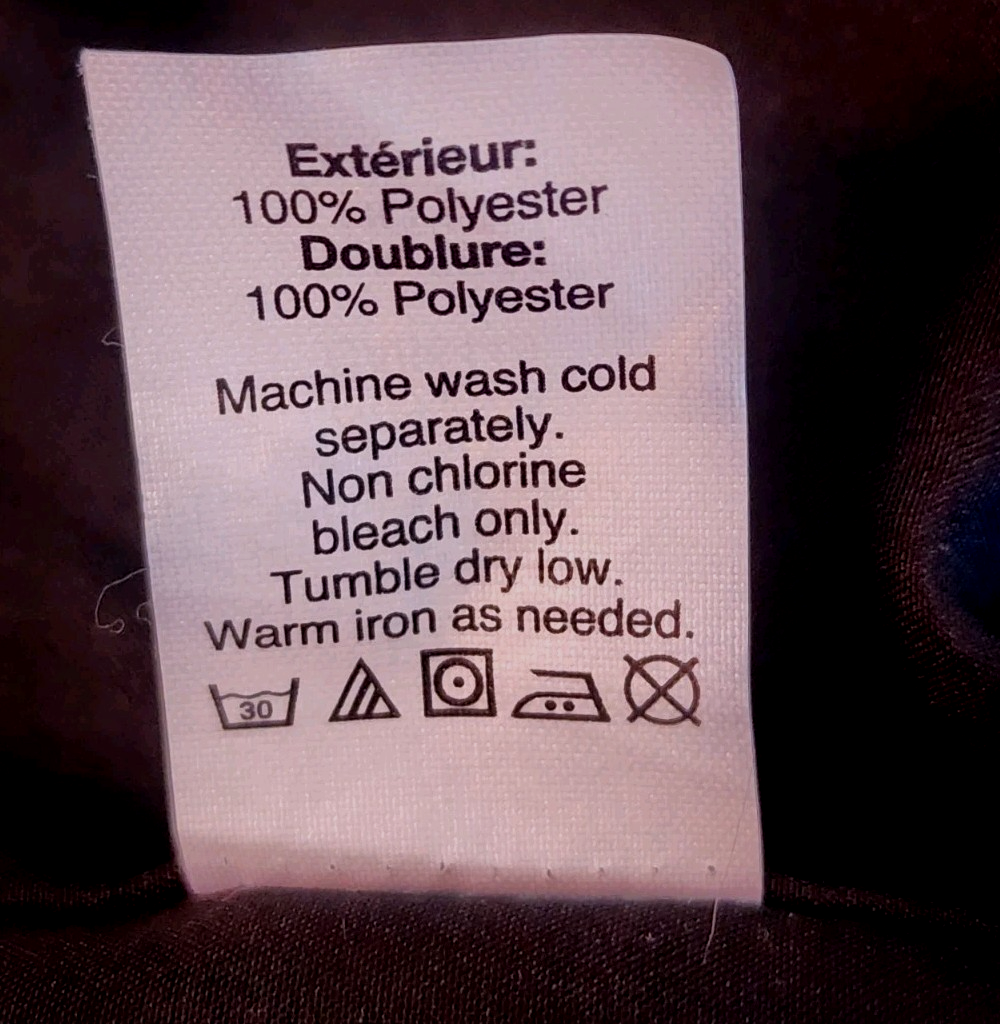 Extérieur:
100% Polyester
Doublure:
100% Polyester
Machine wash cold
separately.
Non chlorine
bleach only.
Tumble dry low.
Warm iron as needed.
30